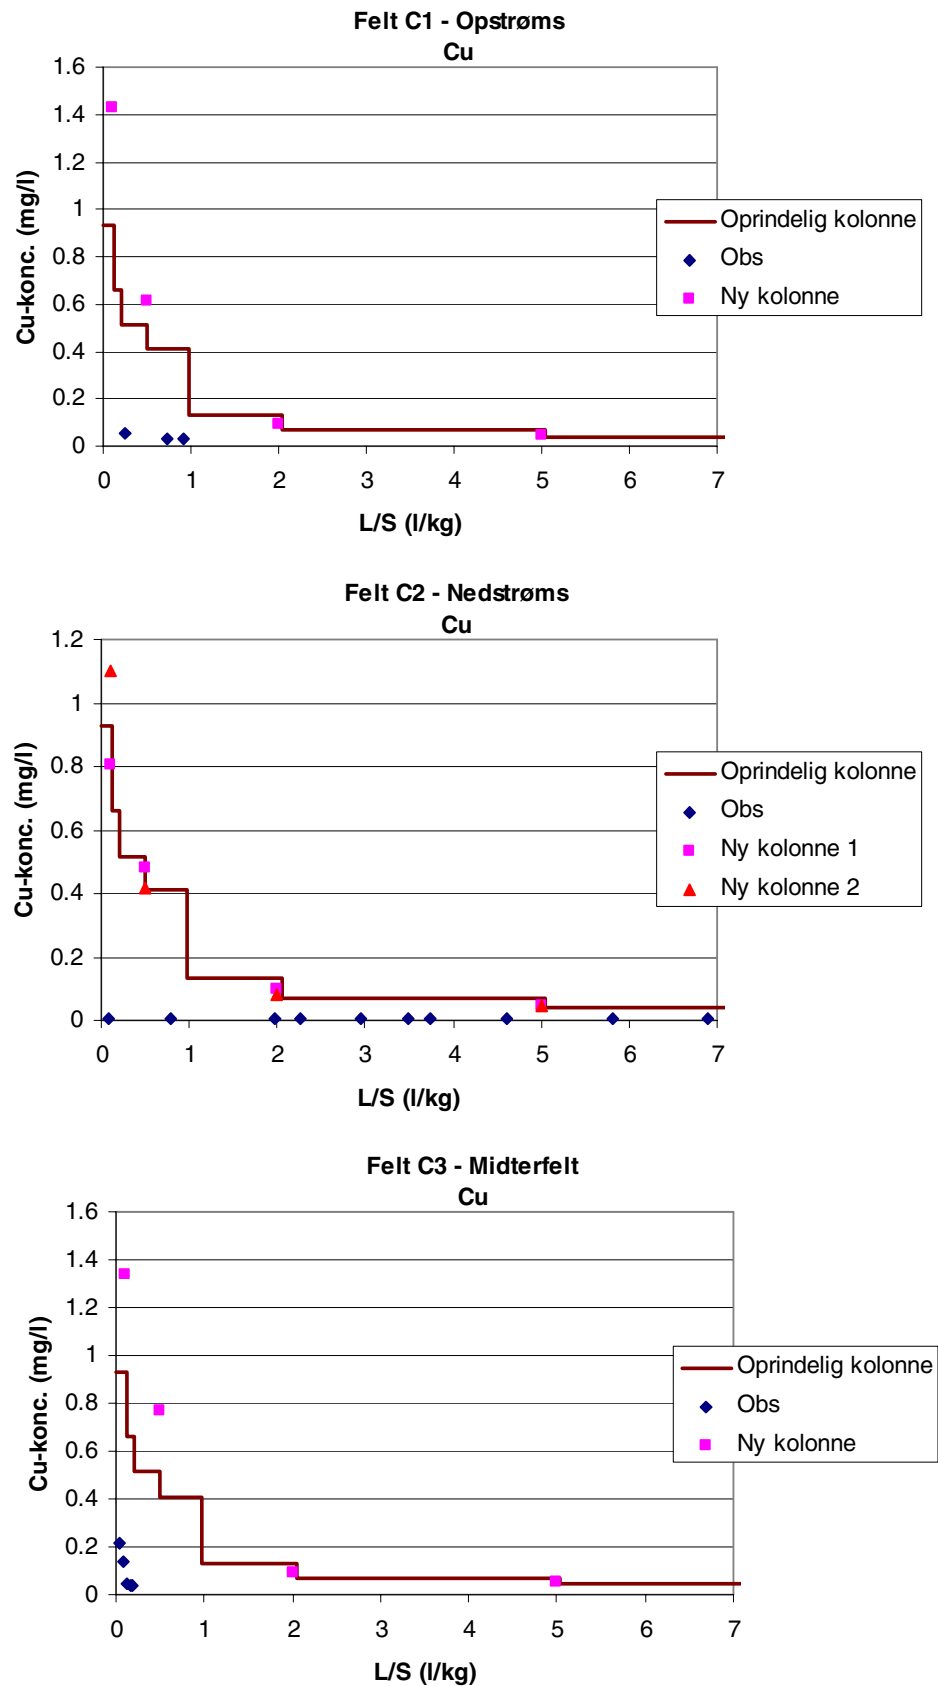 Felt C1 - Opstrøms
Cu
1.6
1.4
1.2
1
0.8
0.6
0.4
0.2
0
Cu-konc. (mg/l)
0 1 2 3 4 5 6 7
L/S (l/kg)
Oprindelig kolonne
Obs
Ny kolonne
Felt C2 - Nedstrøms
Cu
1.2
1
0.8
0.6
0.4
0.2
0
Cu-konc. (mg/l)
0 1 2 3 4 5 6 7
L/S (l/kg)
Oprindelig kolonne
Obs
Ny kolonne 1
Ny kolonne 2
Felt C3 - Midterfelt
Cu
1.6
1.4
1.2
1
0.8
0.6
0.4
0.2
0
Cu-konc. (mg/l)
0 1 2 3 4 5 6 7
L/S (l/kg)
Oprindelig kolonne
Obs
Ny kolonne